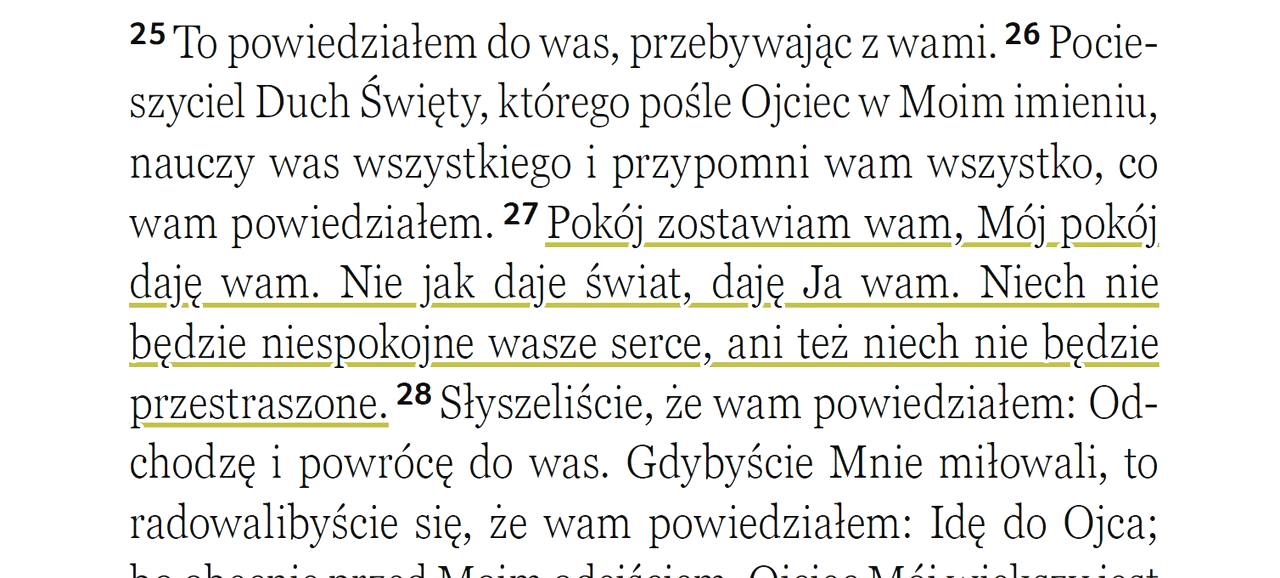 25 To powiedziałem do was, przebywając z wami. 26 Pocie-
szyciel Duch Święty, którego pośle Ojciec w Moim imieniu,
nauczy was wszystkiego i przypomni wam wszystko, co
wam powiedziałem. 27 Pokój zostawiam wam, Mój pokój
daję wam. Nie jak daje świat, daję Ja wam. Niech nie
będzie niespokojne wasze serce, ani też niech nie będzie
przestraszone. 28 Słyszeliście, że wam powiedziałem: Od-
chodzę i powrócę do was. Gdybyście Mnie miłowali, to
radowalibyście się, że wam powiedziałem: Idę do Ojca;